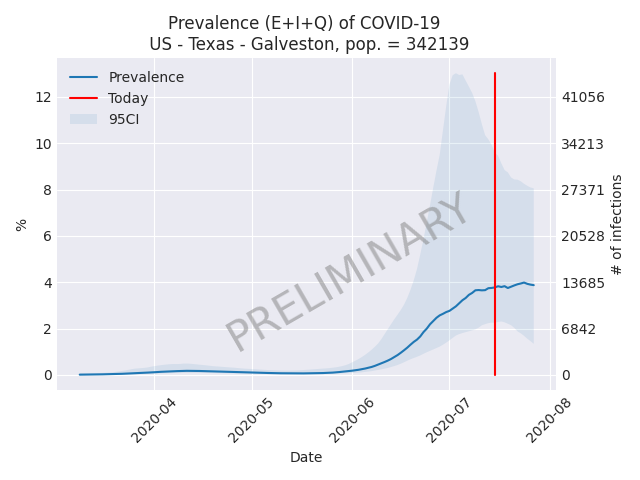 Prevalence (E+I+Q) of COVID-19
US - Texas - Galveston, pop. = 342139
Prevalence
Today
95CI
12
10
8
6
4
2
0
%
41056
34213
27371
20528
13685
6842
0
# of infections
PRELIMINARY
2020-04
2020-05
2020-06
2020-07
2020-08
Date